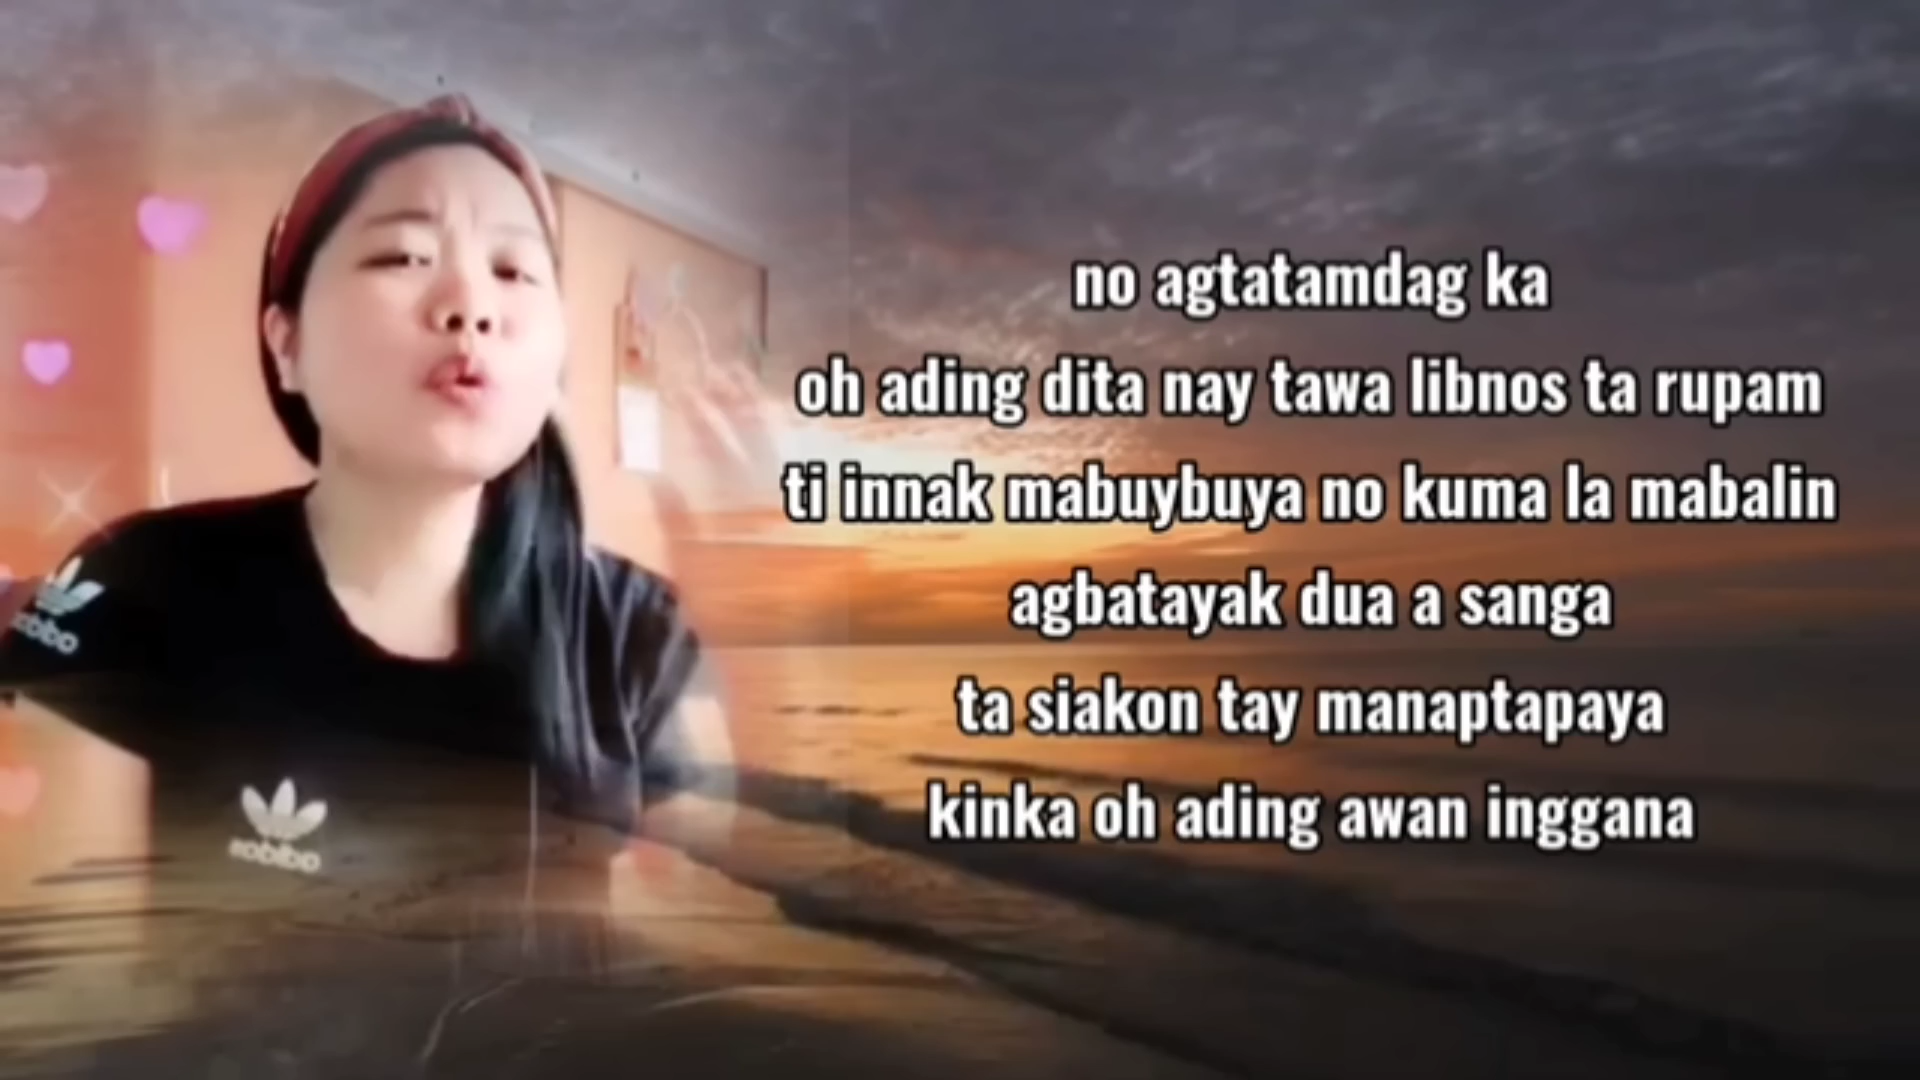 no agtatamdag ka
oh ading dita nay tawa libnos ta rupam
ti innak mabuybuya no kuma la mabalin
agbatayak dua a sanga
ta siakon tay manaptapaya
kinka oh ading awan inggana